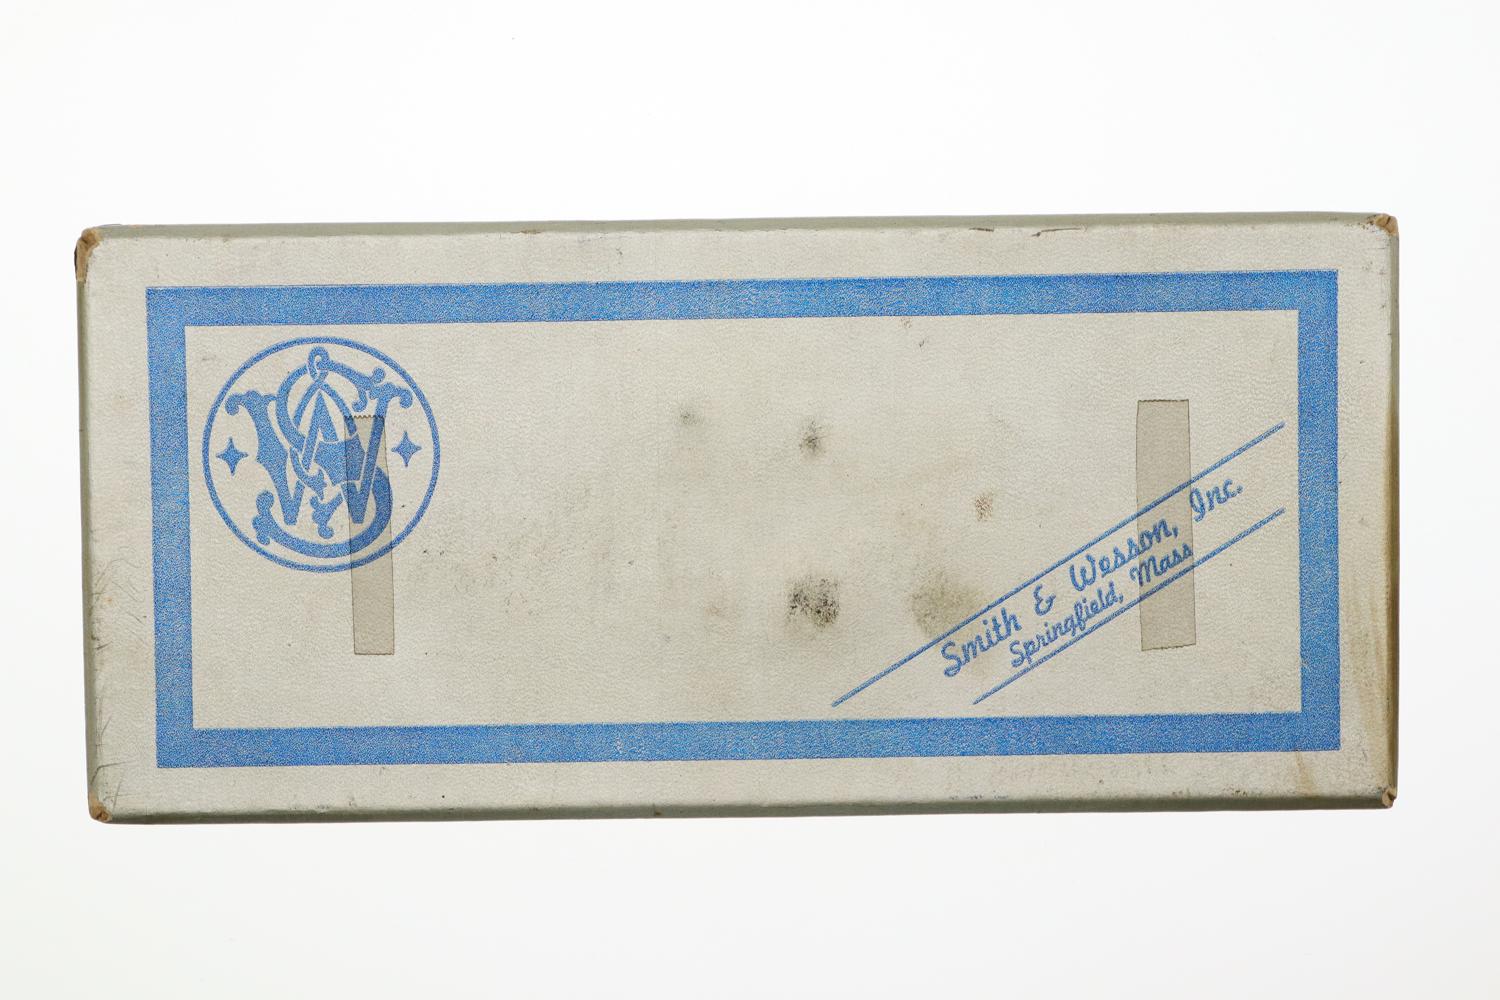 S&W
Smith & Wesson, Inc.
Springfield, Mass